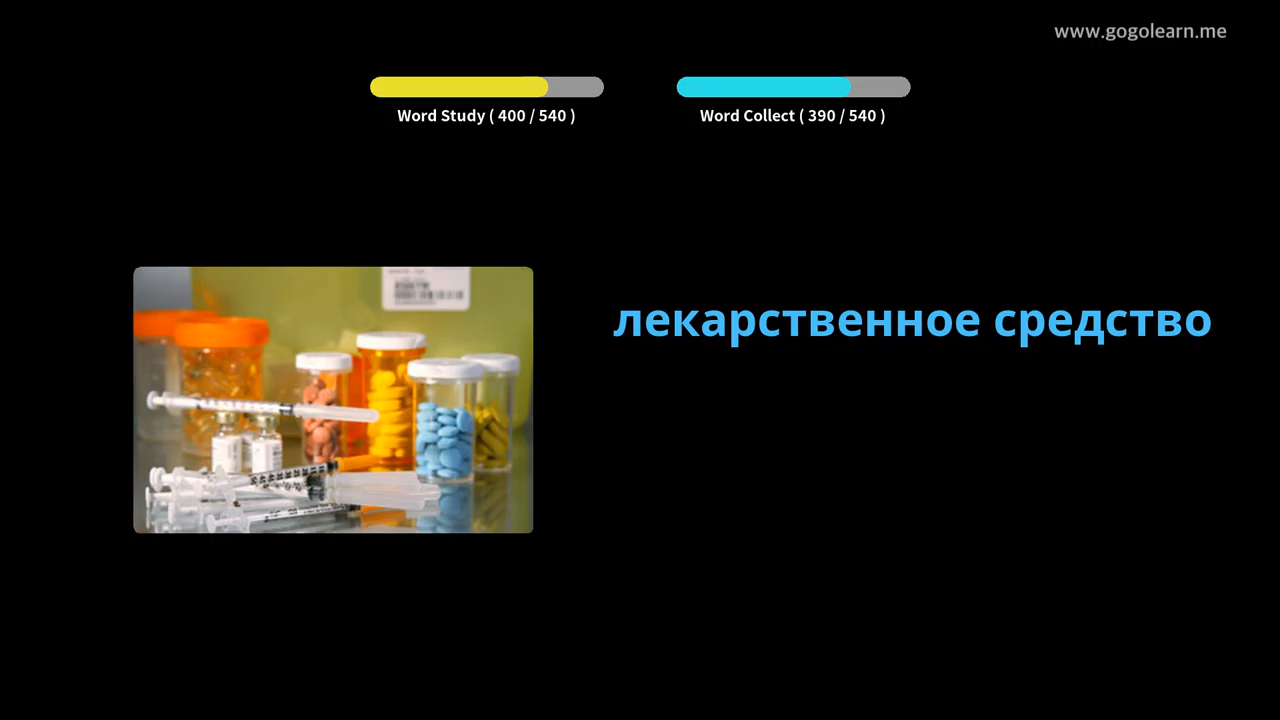 www.gogolearn.me
Word Study ( 400 / 540 )
Word Collect ( 390 / 540 )
лекарственное средство